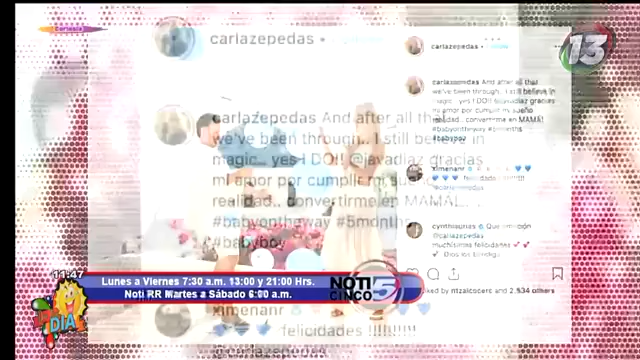 Cortesía
13
carlazepedas •
carlazepedas And after all that
we've been through.. I still believe in
magic.. yes I DO!! @javadiaz gracias
mi amor por cumplir mi sueño
realidad.. convertirme en MAMÁ!
#babyontheway #5months
#babyboy
ximenanr
felicidades !!!!!!!!!!
carlazepedas
carlazepedas And after all that
we've been through.. I still believe in
magic.. yes I DO!! @javadiaz gracias
mi amor por cumplir mi sueño
realidad.. convertirme en MAMÁ!
#babyontheway #5months
#babyboy
ximenanr
felicidades
@carlazepedas
Que emoción
@carlazepedas
muchísimas felicidades
Dios los bendiga
and 2,534 others
11:47
DIA
Lunes a Viernes 7:30 a.m. 13:00 y 21:00 Hrs.
Noti RR Martes a Sábado 6:00 a.m.
NOTI
CINCO
5